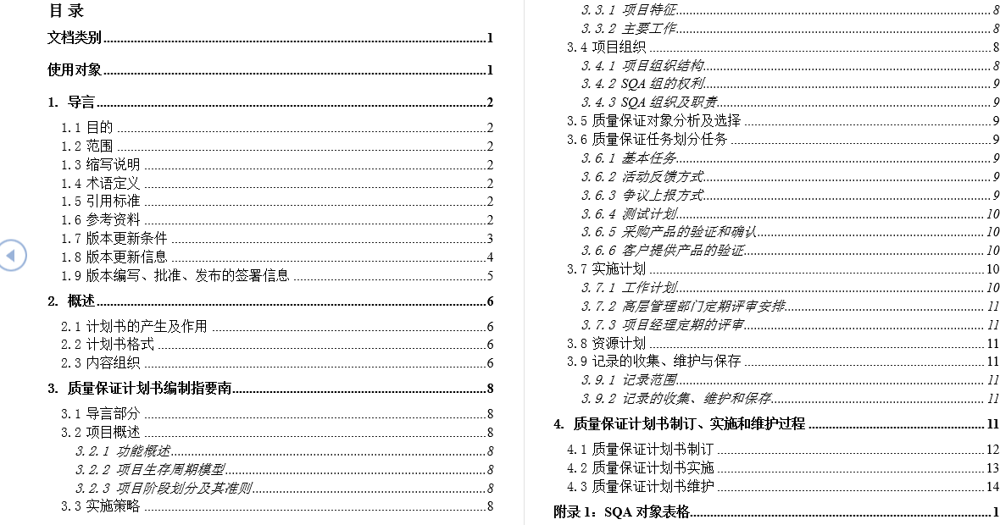 目 录
文档类别 1
使用对象 1
1. 导言 2
1.1 目的 2
1.2 范围 2
1.3 缩写说明 2
1.4 术语定义 2
1.5 引用标准 2
1.6 参考资料 2
1.7 版本更新条件 3
1.8 版本更新信息 4
1.9 版本编写、批准、发布的签署信息 5
2. 概述 6
2.1 计划书的产生及作用 6
2.2 计划书格式 6
2.3 内容组织 6
3. 质量保证计划书编制指要南 8
3.1 导言部分 8
3.2 项目概述 8
3.2.1 功能概述 8
3.2.2 项目生存周期模型 8
3.2.3 项目阶段划分及其准则 8
3.3 实施策略 8
3.3.1 项目特征 8
3.3.2 主要工作 8
3.4 项目组织 8
3.4.1 项目组织结构 8
3.4.2 SQA 组的权利 9
3.4.3 SQA 组织及职责 9
3.5 质量保证对象分析及选择 9
3.6 质量保证任务划分任务 9
3.6.1 基本任务 9
3.6.2 活动反馈方式 9
3.6.3 争议上报方式 9
3.6.4 测试计划 10
3.6.5 采购产品的验证和确认 10
3.6.6 客户提供产品的验证 10
3.7 实施计划 10
3.7.1 工作计划 10
3.7.2 高层管理部门定期评审安排 11
3.7.3 项目经理定期的评审 11
3.8 资源计划 11
3.9 记录的收集、维护与保存 11
3.9.1 记录范围 11
3.9.2 记录的收集、维护和保存 11
4. 质量保证计划书制订、实施和维护过程 11
4.1 质量保证计划书制订 12
4.2 质量保证计划书实施 13
4.3 质量保证计划书维护 14
附录 1：SQA 对象表格 1